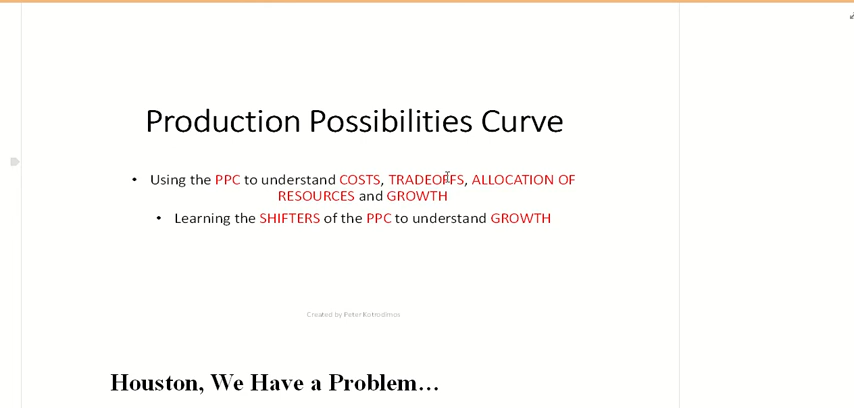 Production Possibilities Curve
• Using the PPC to understand COSTS, TRADEOFFS, ALLOCATION OF
RESOURCES and GROWTH
• Learning the SHIFTERS of the PPC to understand GROWTH
Created by Peter Kotrodimos
Houston, We Have a Problem…